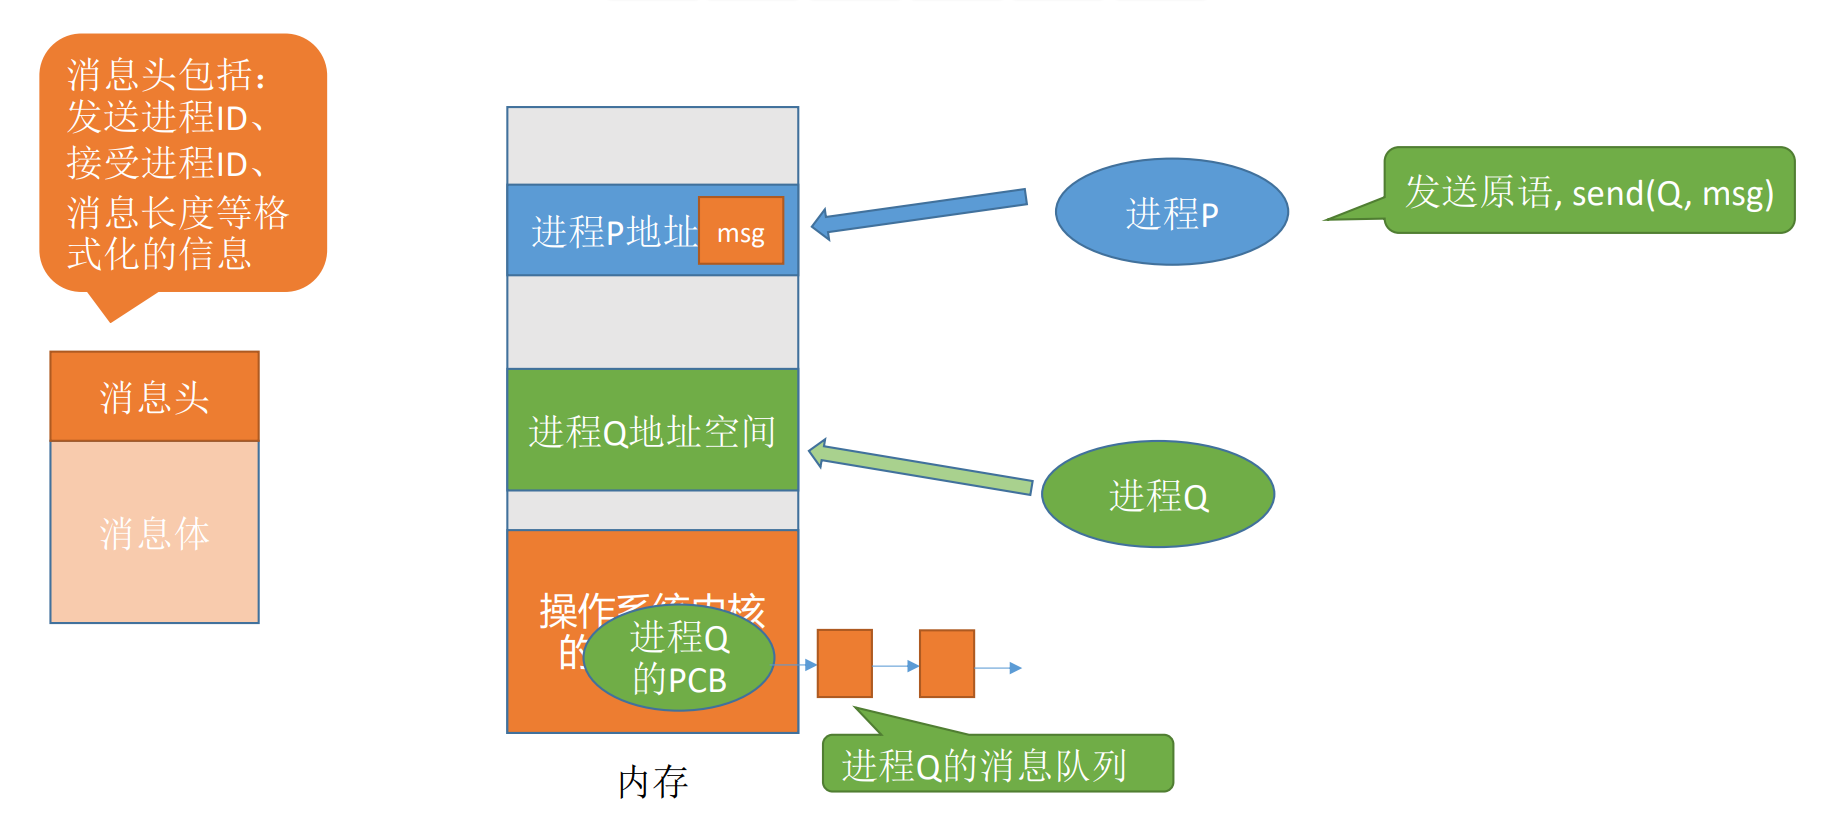 消息头包括：
发送进程ID、
接受进程ID、
消息长度等格
式化的信息
消息头
消息体
进程P地址
msg
进程Q地址空间
操作系统内核
的
进程Q
的PCB
内存
进程P
发送原语, send(Q, msg)
进程Q
进程Q的消息队列